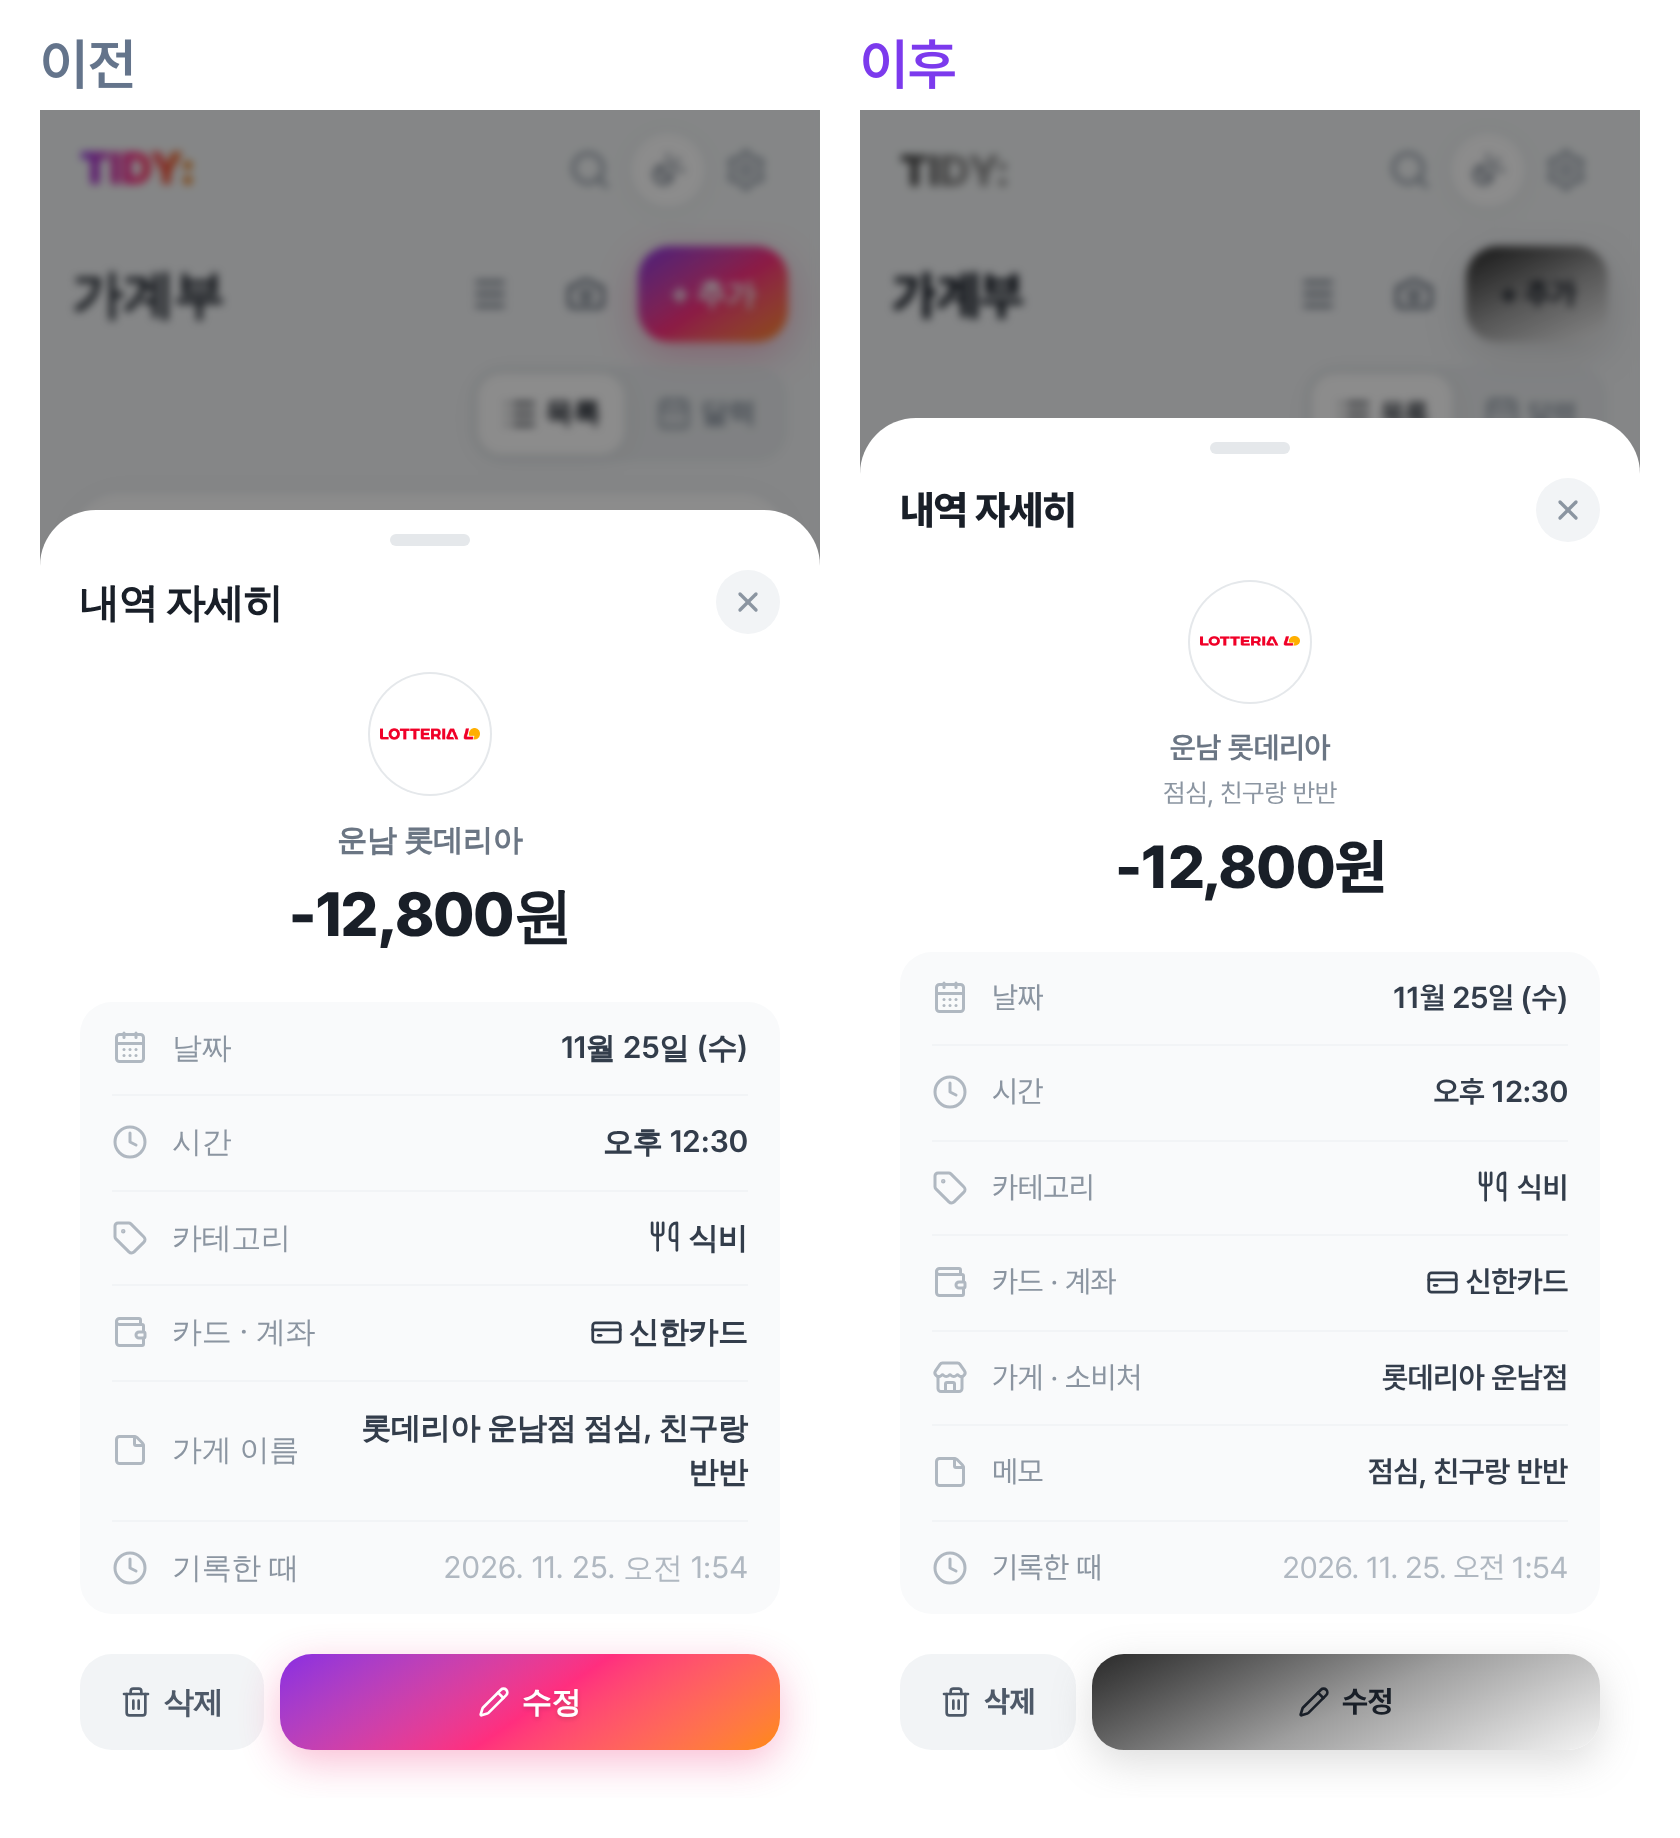 이전
TIDY:
가계부
+ 추가
목록
달력
내역 자세히
LOTTERIA
운남 롯데리아
-12,800원
날짜 11월 25일 (수)
시간 오후 12:30
카테고리 식비
카드 · 계좌 신한카드
가게 이름 롯데리아 운남점 점심, 친구랑
반반
기록한 때 2026. 11. 25. 오전 1:54
삭제
수정
이후
TIDY:
가계부
+ 추가
목록
내역 자세히
LOTTERIA
운남 롯데리아
점심, 친구랑 반반
-12,800원
날짜 11월 25일 (수)
시간 오후 12:30
카테고리 식비
카드 · 계좌 신한카드
가게 · 소비처 롯데리아 운남점
메모 점심, 친구랑 반반
기록한 때 2026. 11. 25. 오전 1:54
삭제
수정